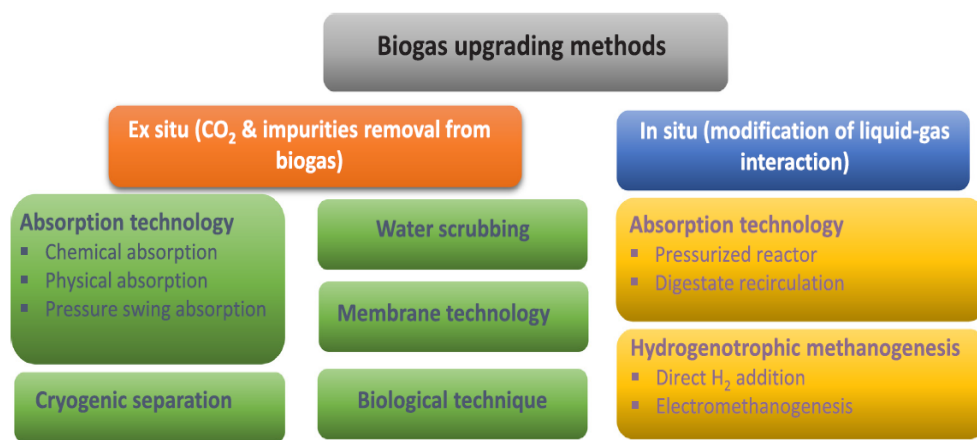 Biogas upgrading methods
Ex situ (CO₂ & impurities removal from
biogas)
In situ (modification of liquid-gas
interaction)
Absorption technology
▪ Chemical absorption
▪ Physical absorption
▪ Pressure swing absorption
Cryogenic separation
Water scrubbing
Membrane technology
Biological technique
Absorption technology
▪ Pressurized reactor
▪ Digestate recirculation
Hydrogenotrophic methanogenesis
▪ Direct H₂ addition
▪ Electromethanogenesis